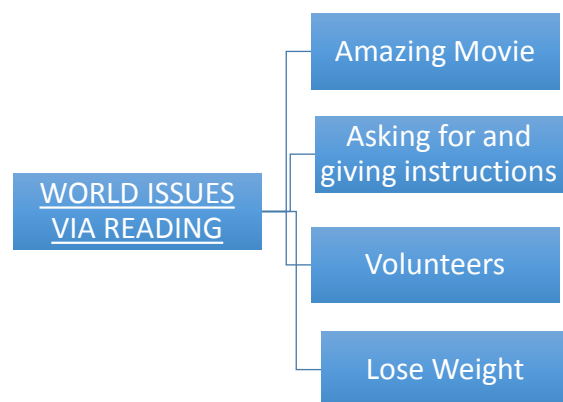 WORLD ISSUES
VIA READING
Amazing Movie
Asking for and
giving instructions
Volunteers
Lose Weight